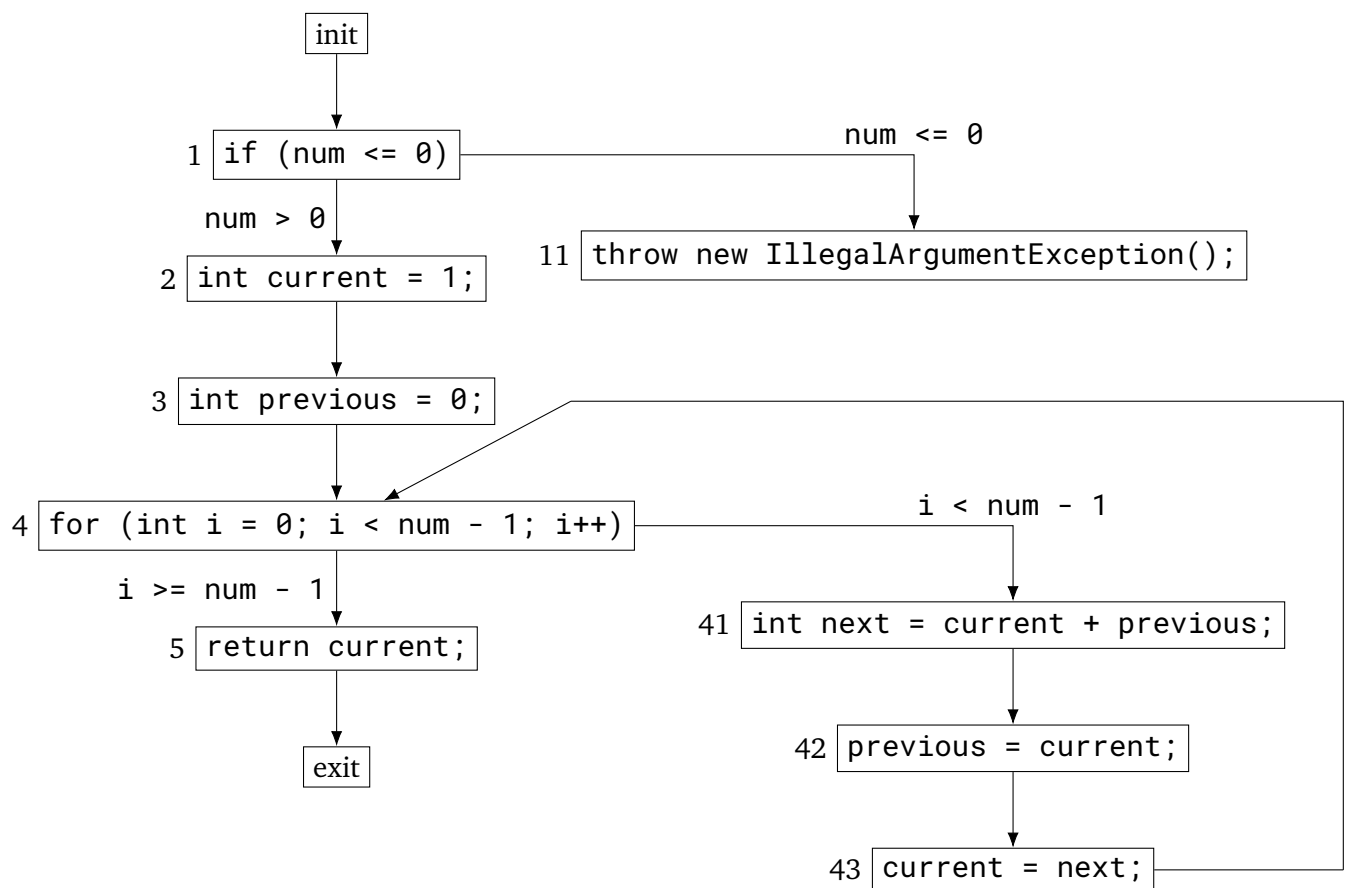 init
num <= 0
1 if (num <= 0)
num > 0
11 throw new IllegalArgumentException();
2 int current = 1;
3 int previous = 0;
i < num - 1
4 for (int i = 0; i < num - 1; i++)
i >= num - 1
41 int next = current + previous;
5 return current;
42 previous = current;
exit
43 current = next;